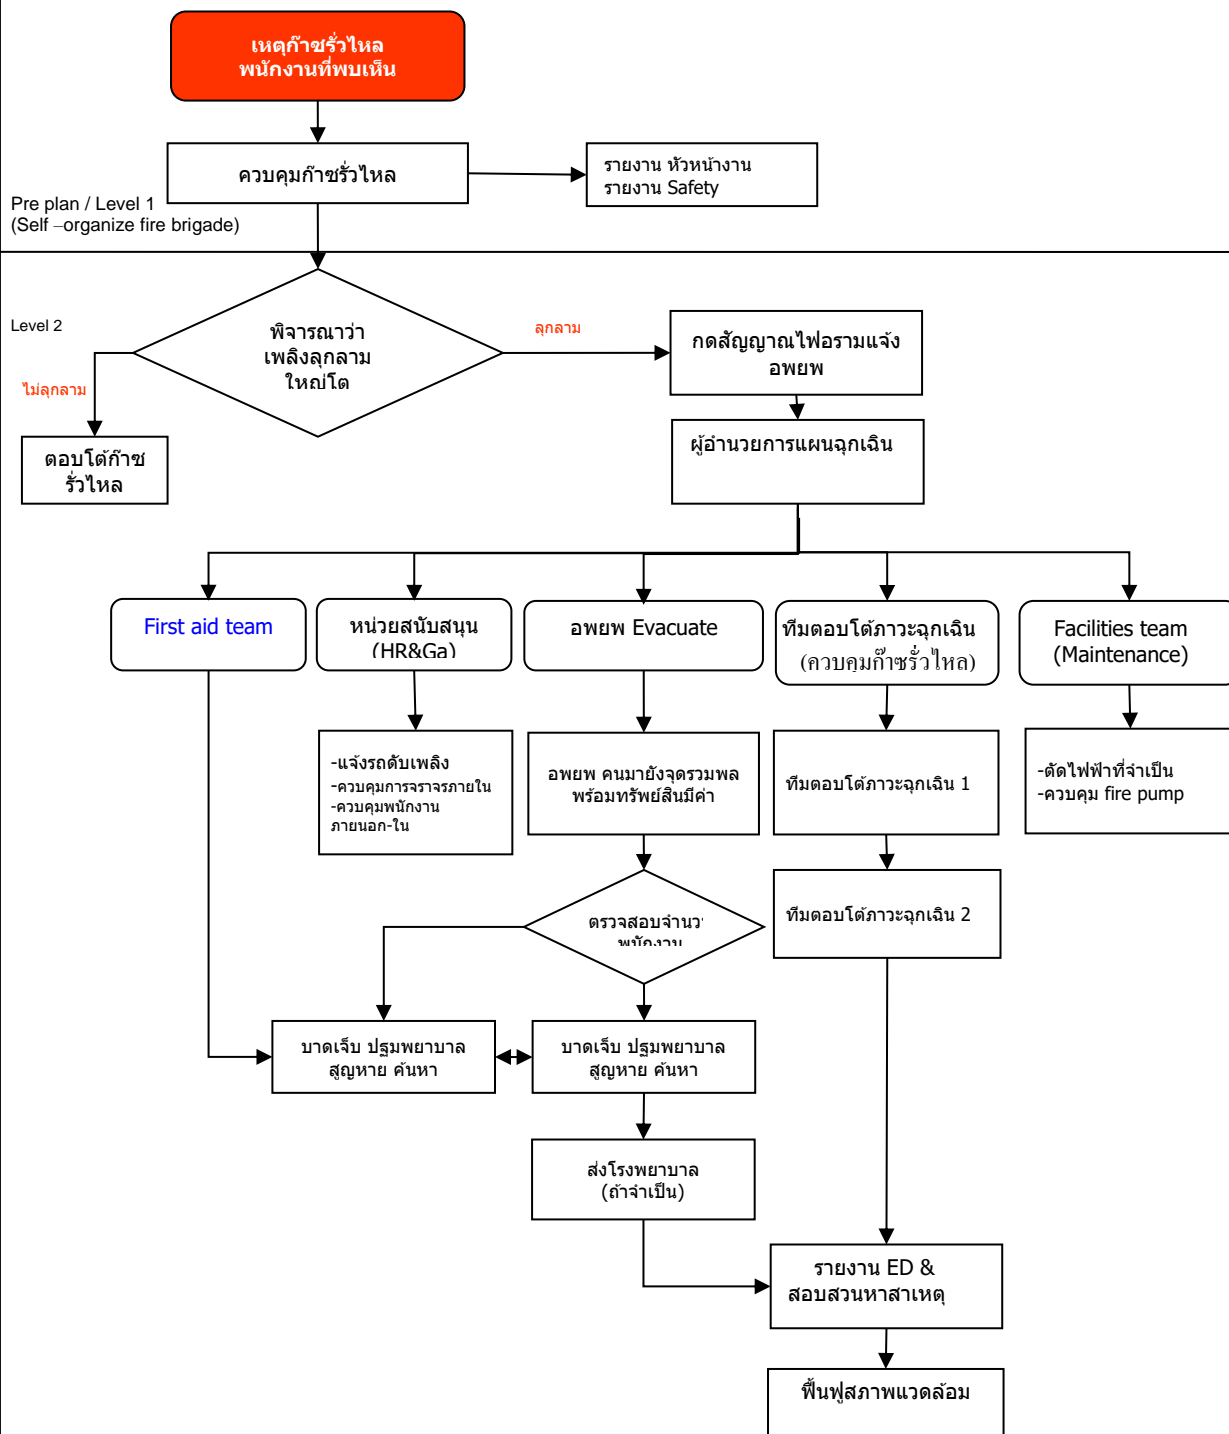 เหตุก๊าซรั่วไหล
พนักงานที่พบเห็น
ควบคุมก๊าซรั่วไหล
รายงาน หัวหน้างาน
รายงาน Safety
Pre plan / Level 1
(Self –organize fire brigade)
Level 2
พิจารณาว่า
เพลิงลุกลาม
ใหญ่โต
ลุกลาม
ไม่ลุกลาม
กดสัญญาณไฟอรามแจ้ง
อพยพ
ตอบโต้ก๊าซ
รั่วไหล
ผู้อำนวยการแผนฉุกเฉิน
First aid team
หน่วยสนับสนุน
(HR&Ga)
อพยพ Evacuate
ทีมตอบโต้ภาวะฉุกเฉิน
(ควบคุมก๊าซรั่วไหล)
Facilities team
(Maintenance)
-แจ้งรถดับเพลิง
-ควบคุมการจราจรภายใน
-ควบคุมพนักงาน
ภายนอก-ใน
อพยพ คนมายังจุดรวมพล
พร้อมทรัพย์สินมีค่า
ทีมตอบโต้ภาวะฉุกเฉิน 1
-ตัดไฟฟ้าที่จำเป็น
-ควบคุม fire pump
ทีมตอบโต้ภาวะฉุกเฉิน 2
ตรวจสอบจำนว
พนักงาน
บาดเจ็บ ปฐมพยาบาล
สูญหาย ค้นหา
บาดเจ็บ ปฐมพยาบาล
สูญหาย ค้นหา
ส่งโรงพยาบาล
(ถ้าจำเป็น)
รายงาน ED &
สอบสวนหาสาเหตุ
ฟื้นฟูสภาพแวดล้อม